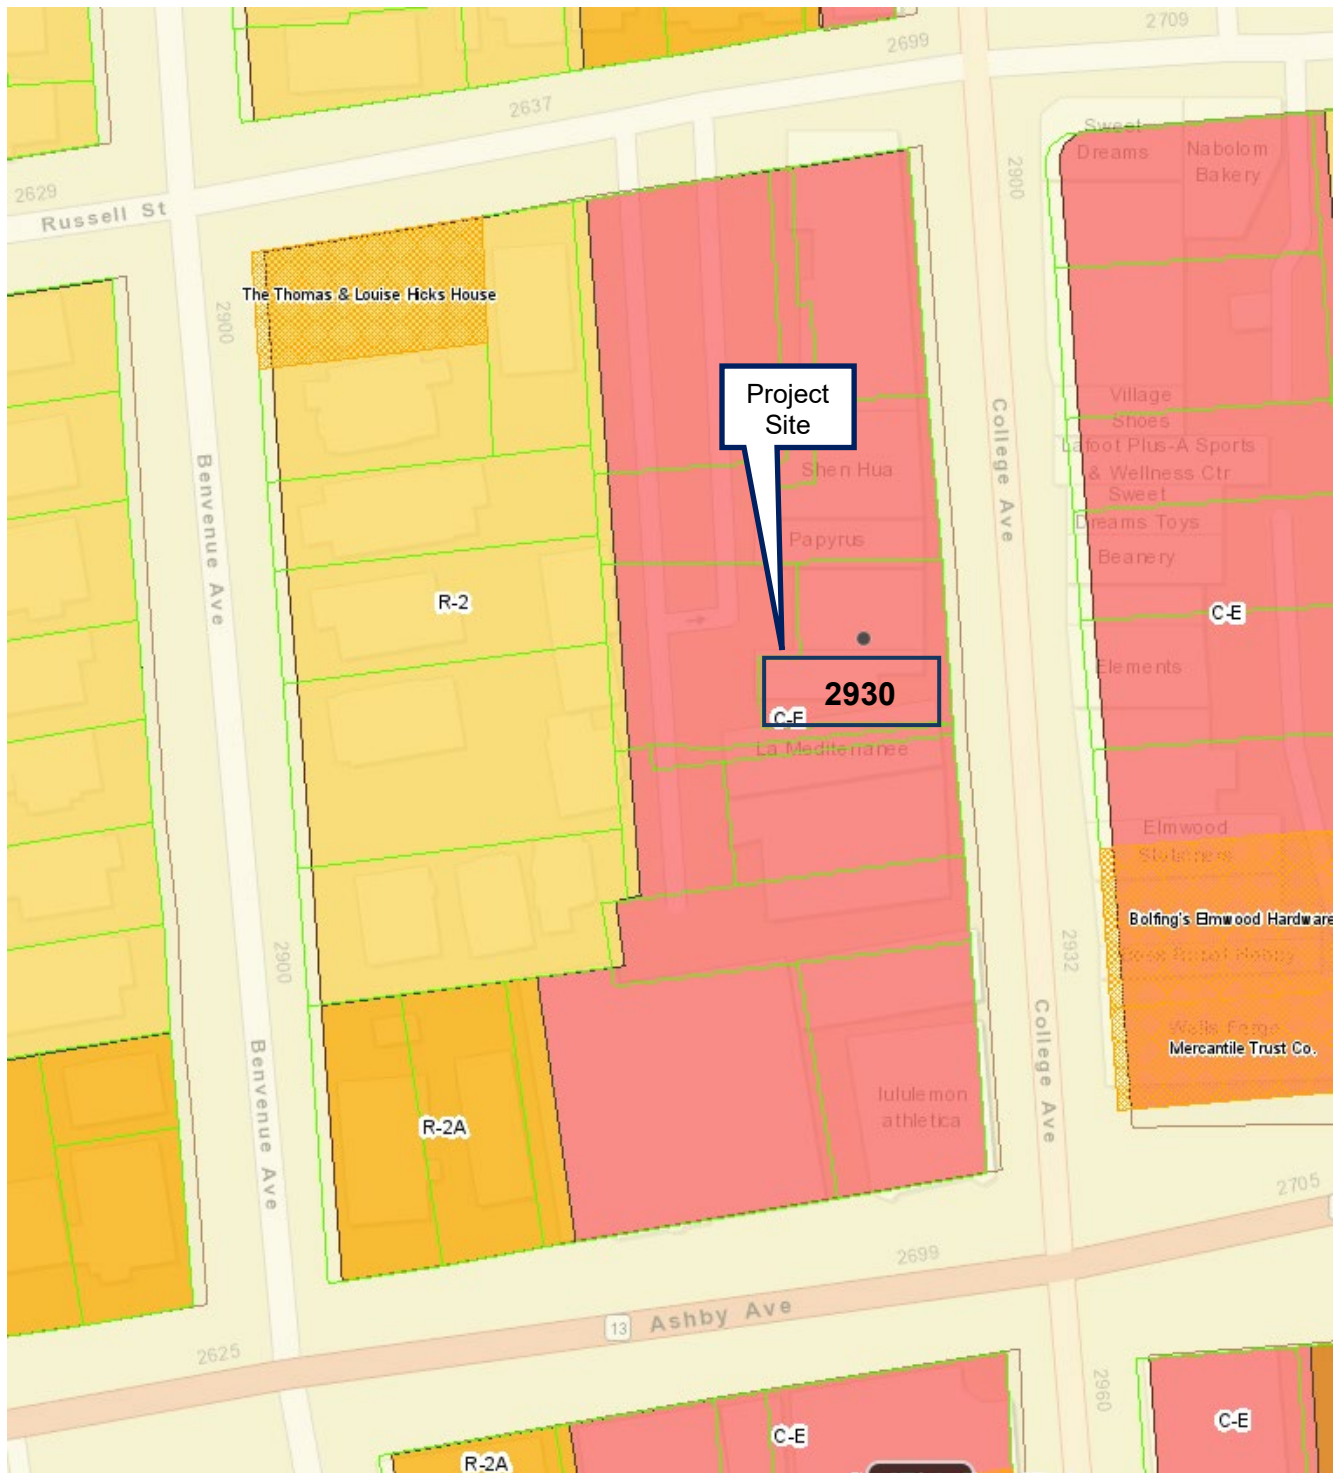 2709
2699
2637
Sweet
Dreams
Nabolom
Bakery
2629
Russell St
2900
2900
The Thomas & Louise Hicks House
Project
Site
Village
Shoes
College Ave
Lafoot Plus-A Sports
& Wellness Ctr
Shen Hua
Sweet
Dreams Toys
Benvenue Ave
Papyrus
Beanery
R-2
C-E
Elements
2930
C-E
La Mediterranee
Elmwood
Stationers
Bolfing's Elmwood Hardware
2900
2932
Wells Fargo
Mercantile Trust Co.
College Ave
Benvenue Ave
lululemon
athletica
R-2A
2705
2699
13
Ashby Ave
2625
2960
C-E
C-E
R-2A